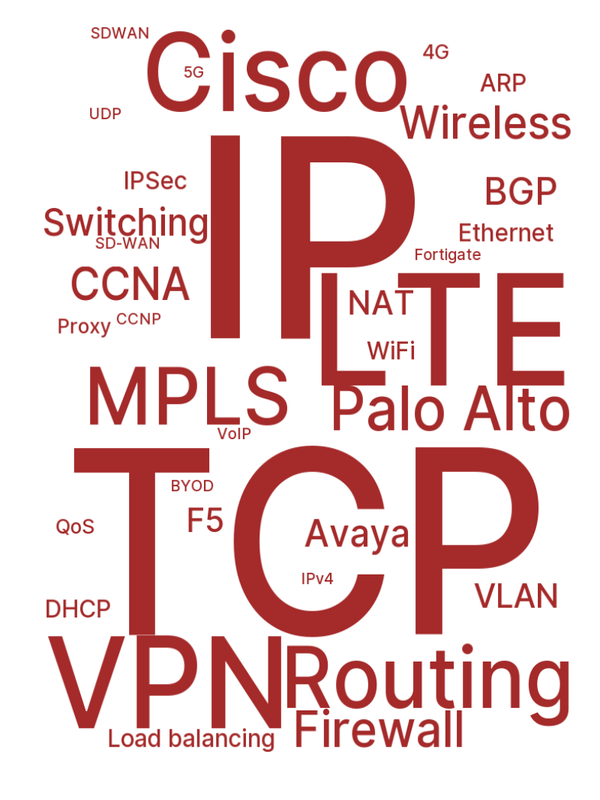 SDWAN
Cisco
4G
5G
ARP
UDP
Wireless
IP
IPSec
BGP
Switching
Ethernet
SD-WAN
Fortigate
CCNA
LTE
NAT
CCNP
Proxy
WiFi
MPLS
Palo Alto
VoIP
TCP
BYOD
F5
QoS
Avaya
IPv4
VLAN
DHCP
VPN
Routing
Firewall
Load balancing